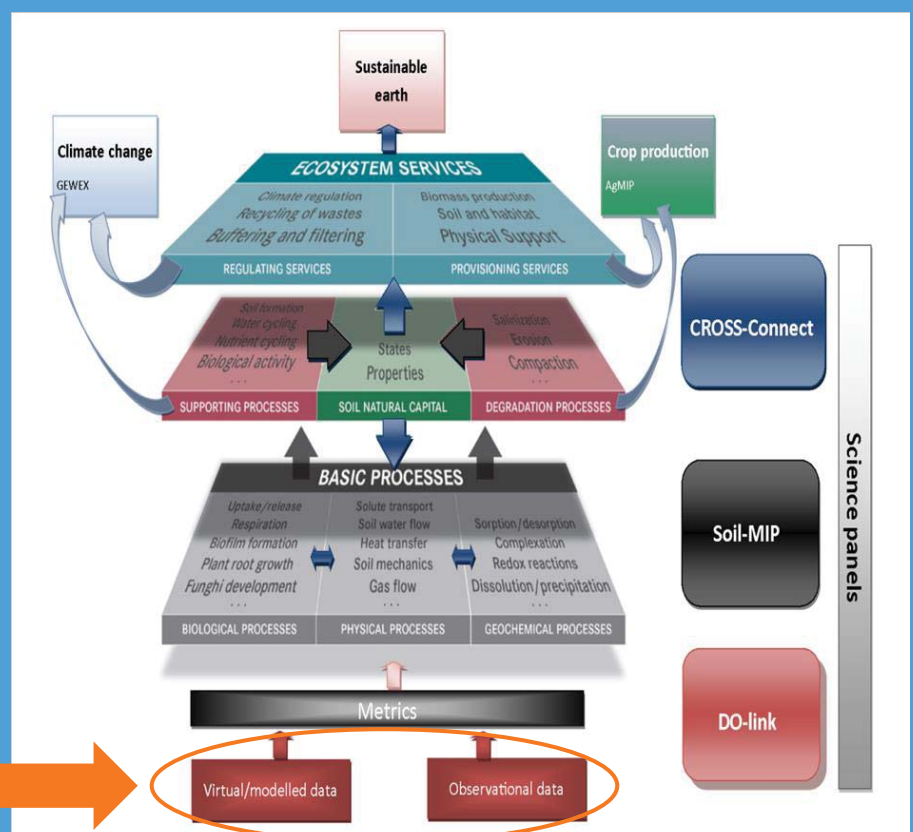 Sustainable
earth
Climate change
GEWEX
Crop production
AgMIP
ECOSYSTEM SERVICES
Climate regulation
Recycling of wastes
Buffering and filtering
Biomass production
Soil and habitat
Physical Support
REGULATING SERVICES
PROVISIONING SERVICES
Soil formation
Water cycling
Nutrient cycling
Biological activity
...
States
Properties
Salinization
Erosion
Compaction
...
SUPPORTING PROCESSES
SOIL NATURAL CAPITAL
DEGRADATION PROCESSES
BASIC PROCESSES
Uptake/release
Respiration
Biofilm formation
Plant root growth
Funghi development
...
Solute transport
Soil water flow
Heat transfer
Soil mechanics
Gas flow
...
Sorption/desorption
Complexation
Redox reactions
Dissolution/precipitation
...
BIOLOGICAL PROCESSES
PHYSICAL PROCESSES
GEOCHEMICAL PROCESSES
Metrics
Virtual/modelled data
Observational data
CROSS-Connect
Soil-MIP
DO-link
Science panels